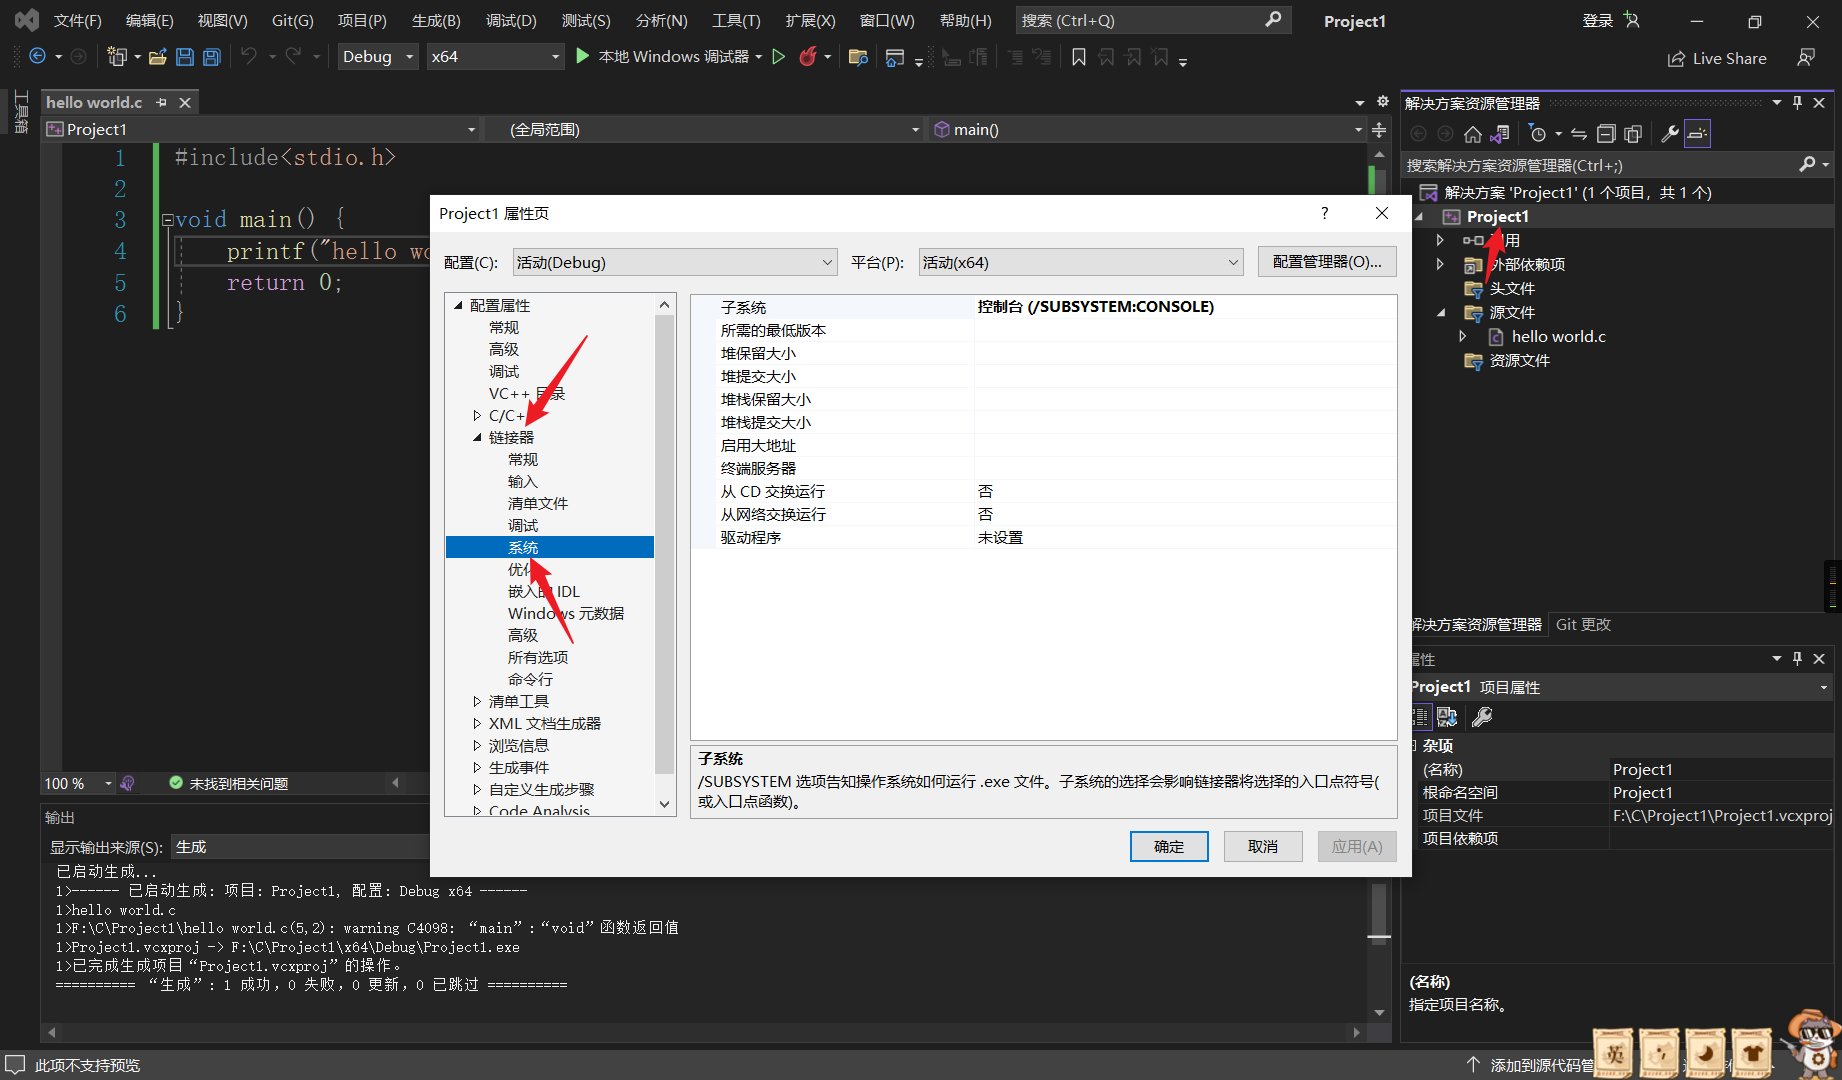 文件(F) 编辑(E) 视图(V) Git(G) 项目(P) 生成(B) 调试(D) 测试(S) 分析(N) 工具(T) 扩展(X) 窗口(W) 帮助(H) 搜索 (Ctrl+Q) Project1 登录
Debug x64 本地 Windows 调试器 Live Share
工具箱
hello world.c
Project1 (全局范围) main()
1 #include<stdio.h>
2
3 void main() {
4 printf("hello wo
5 return 0;
6 }
100 % 未找到相关问题
Project1 属性页 ?
配置(C): 活动(Debug) 平台(P): 活动(x64) 配置管理器(O)...
配置属性
常规
高级
调试
VC++ 目录
C/C+
链接器
常规
输入
清单文件
调试
系统
优化
嵌入的 IDL
Windows 元数据
高级
所有选项
命令行
清单工具
XML 文档生成器
浏览信息
生成事件
自定义生成步骤
Code Analysis
子系统 控制台 (/SUBSYSTEM:CONSOLE)
所需的最低版本
堆保留大小
堆提交大小
堆栈保留大小
堆栈提交大小
启用大地址
终端服务器
从 CD 交换运行 否
从网络交换运行 否
驱动程序 未设置
子系统
/SUBSYSTEM 选项告知操作系统如何运行 .exe 文件。子系统的选择会影响链接器将选择的入口点符号(
或入口点函数)。
确定 取消 应用(A)
输出
显示输出来源(S): 生成
已启动生成...
1>------ 已启动生成: 项目: Project1, 配置: Debug x64 ------
1>hello world.c
1>F:\C\Project1\hello world.c(5,2): warning C4098: “main”:“void”函数返回值
1>Project1.vcxproj -> F:\C\Project1\x64\Debug\Project1.exe
1>已完成生成项目“Project1.vcxproj”的操作。
========== “生成”: 1 成功，0 失败，0 更新，0 已跳过 ==========
解决方案资源管理器
搜索解决方案资源管理器(Ctrl+;)
解决方案 'Project1' (1 个项目，共 1 个)
Project1
用
外部依赖项
头文件
源文件
hello world.c
资源文件
解决方案资源管理器 Git 更改
属性
Project1 项目属性
杂项
(名称) Project1
根命名空间 Project1
项目文件 F:\C\Project1\Project1.vcxproj
项目依赖项
(名称)
指定项目名称。
此项不支持预览 添加到源代码管
英